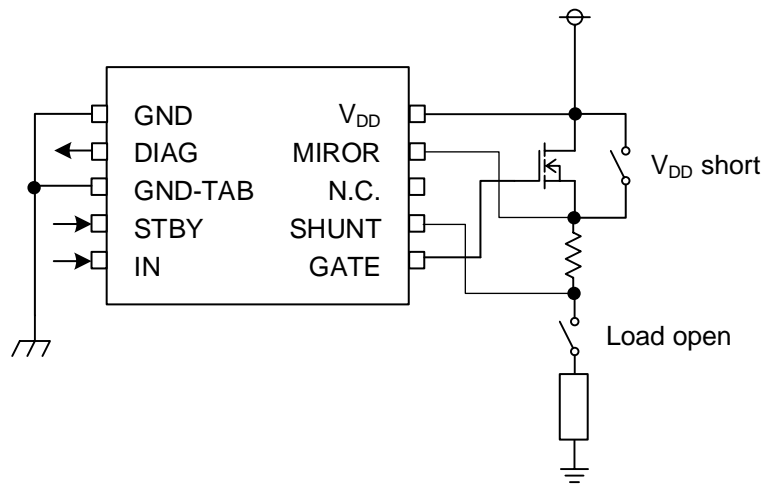 GND
DIAG
GND-TAB
STBY
IN
VDD
MIROR
N.C.
SHUNT
GATE
VDD short
Load open